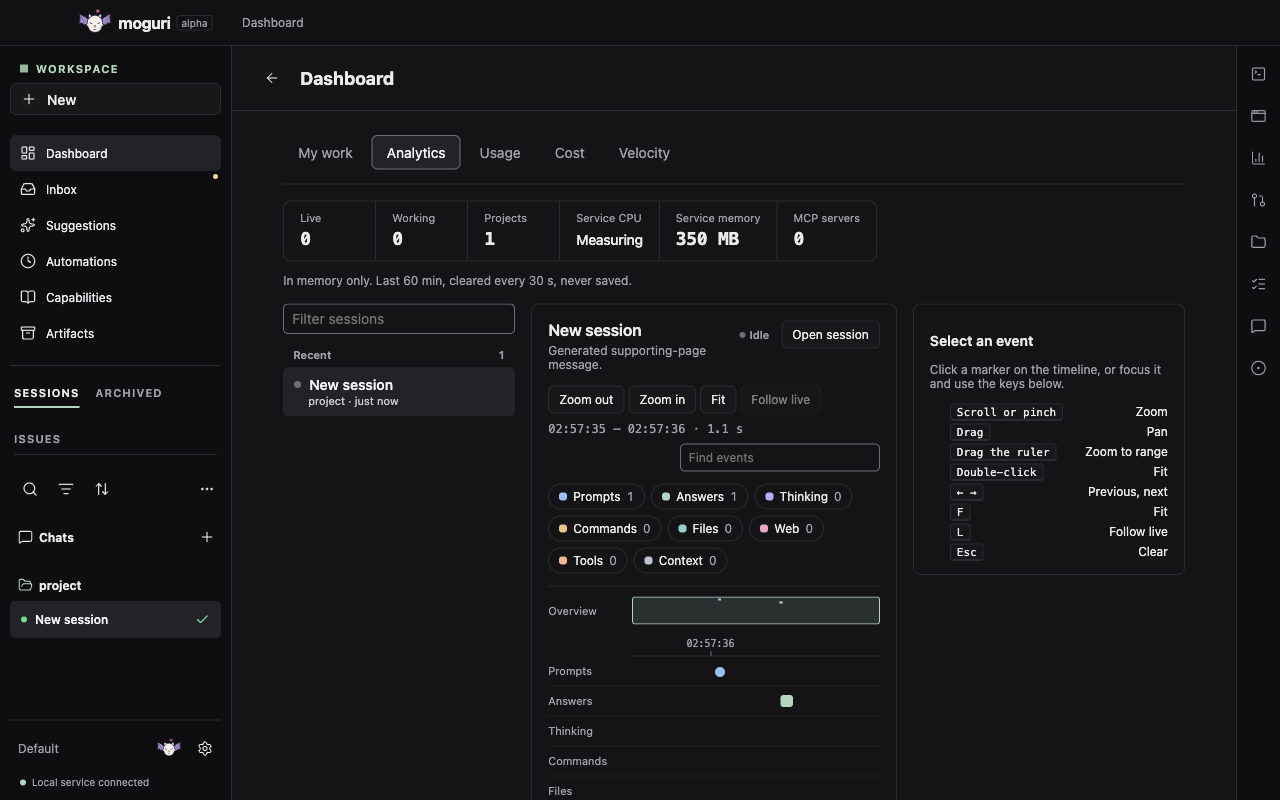 moguri alpha
Dashboard
WORKSPACE
New
Dashboard
Inbox
Suggestions
Automations
Capabilities
Artifacts
SESSIONS ARCHIVED
ISSUES
Chats
project
New session
Default
Local service connected
Dashboard
My work Analytics Usage Cost Velocity
Live Working Projects Service CPU Service memory MCP servers
0 0 1 Measuring 350 MB 0
In memory only. Last 60 min, cleared every 30 s, never saved.
Filter sessions
Recent 1
New session
project · just now
New session
Generated supporting-page
message.
Idle
Open session
Zoom out Zoom in Fit Follow live
02:57:35 — 02:57:36 · 1.1 s
Find events
Prompts 1 Answers 1 Thinking 0
Commands 0 Files 0 Web 0
Tools 0 Context 0
Overview
02:57:36
Prompts
Answers
Thinking
Commands
Files
Select an event
Click a marker on the timeline, or focus it
and use the keys below.
Scroll or pinch Zoom
Drag Pan
Drag the ruler Zoom to range
Double-click Fit
← → Previous, next
F Fit
L Follow live
Esc Clear